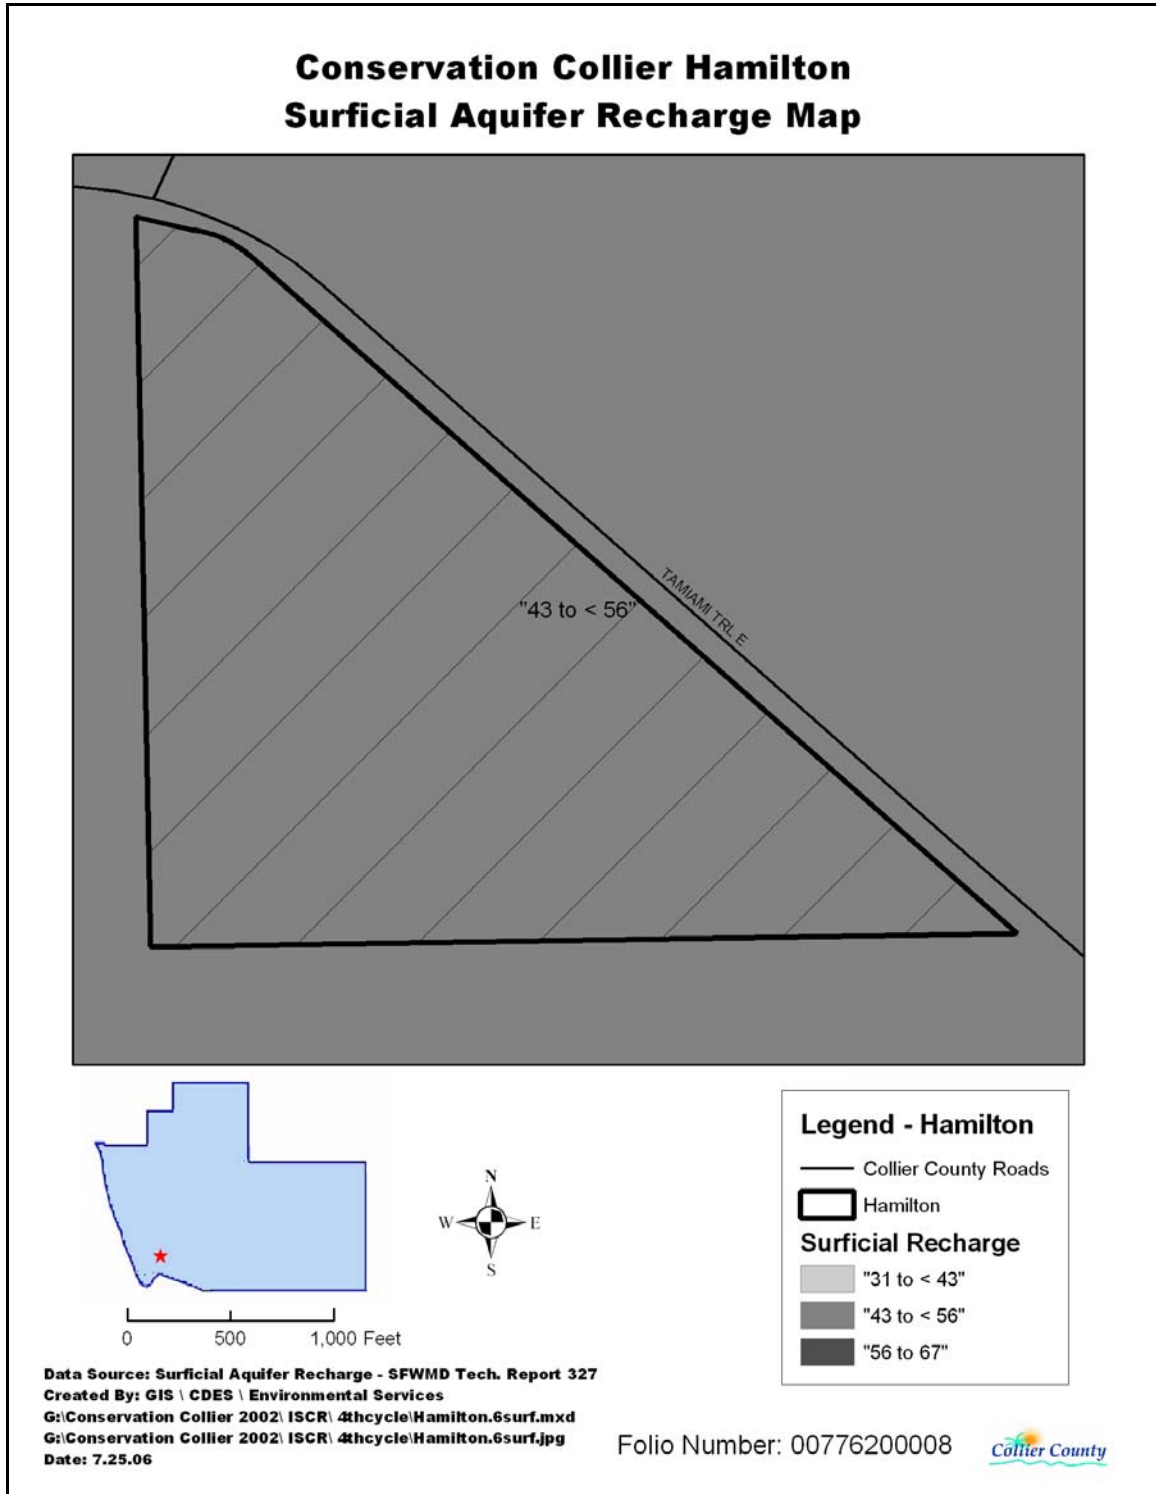 Conservation Collier Hamilton
Surficial Aquifer Recharge Map
TAMIAMI TRL E
"43 to < 56"
Legend - Hamilton
Collier County Roads
Hamilton
Surficial Recharge
"31 to < 43"
"43 to < 56"
"56 to 67"
N
W E
S
0 500 1,000 Feet
Data Source: Surficial Aquifer Recharge - SFWMD Tech. Report 327
Created By: GIS \ CDES \ Environmental Services
G:\Conservation Collier 2002\ ISCR\ 4thcycle\Hamilton.6surf.mxd
G:\Conservation Collier 2002\ ISCR\ 4thcycle\Hamilton.6surf.jpg
Date: 7.25.06
Folio Number: 00776200008
Collier County